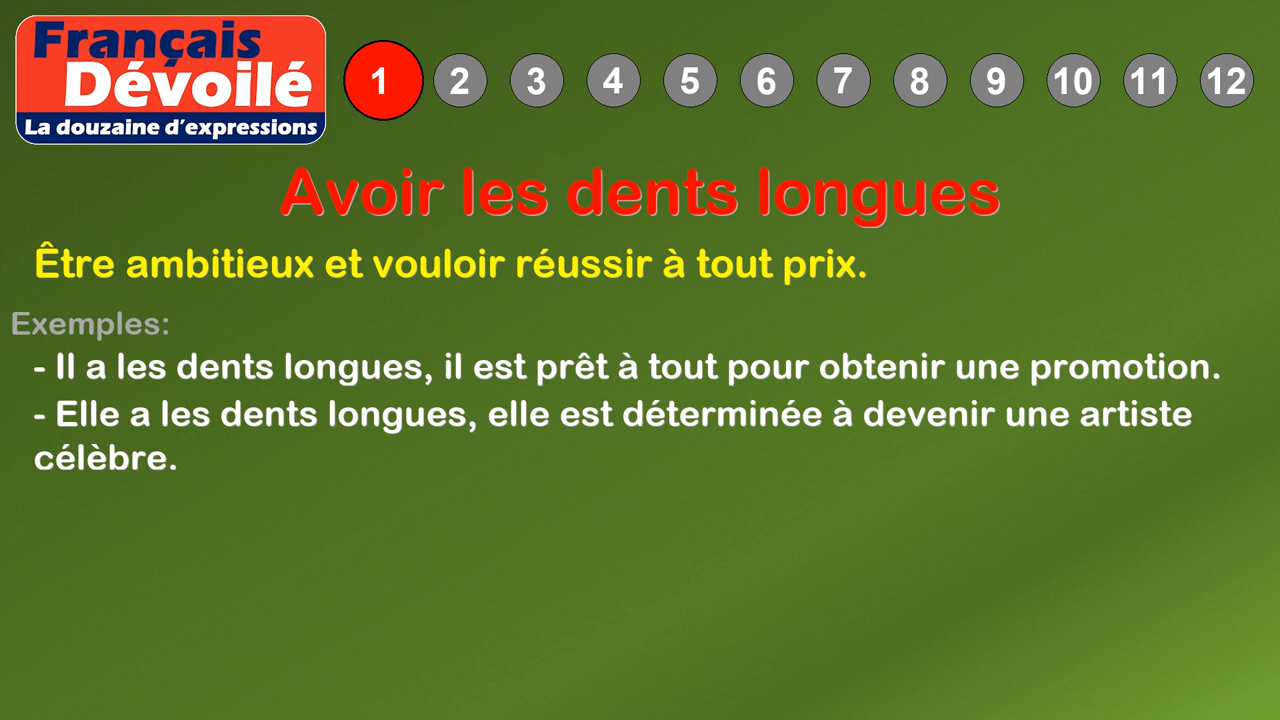 Français
Dévoilé
La douzaine d'expressions
1 2 3 4 5 6 7 8 9 10 11 12
Avoir les dents longues
Être ambitieux et vouloir réussir à tout prix.
Exemples:
- Il a les dents longues, il est prêt à tout pour obtenir une promotion.
- Elle a les dents longues, elle est déterminée à devenir une artiste
célèbre.